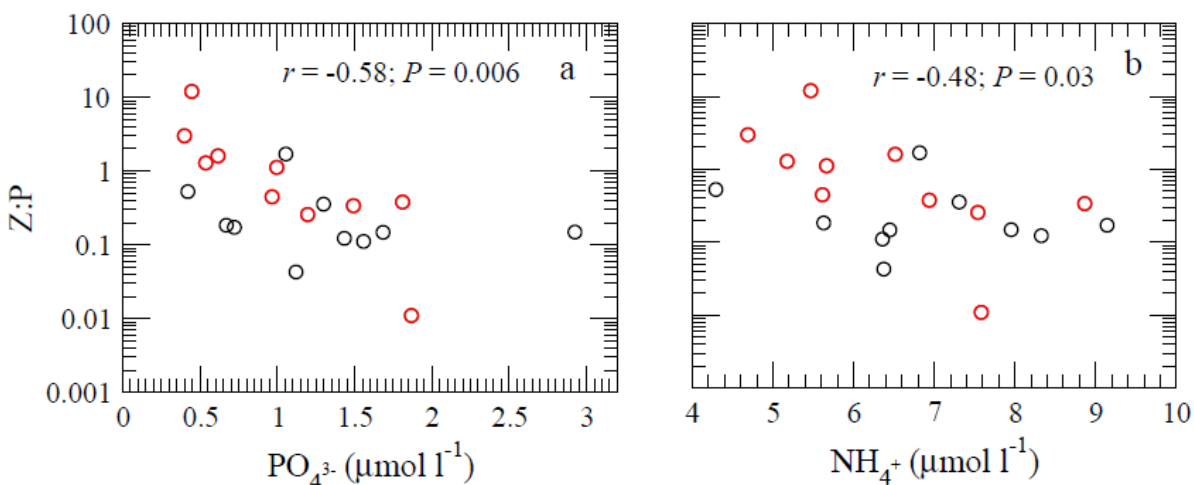 r = -0.58; P = 0.006
a
100
10
1
0.1
0.01
0.001
Z:P
0 0.5 1 1.5 2 2.5 3
PO₄³⁻ (μmol l⁻¹)
r = -0.48; P = 0.03
b
4 5 6 7 8 9 10
NH₄⁺ (μmol l⁻¹)